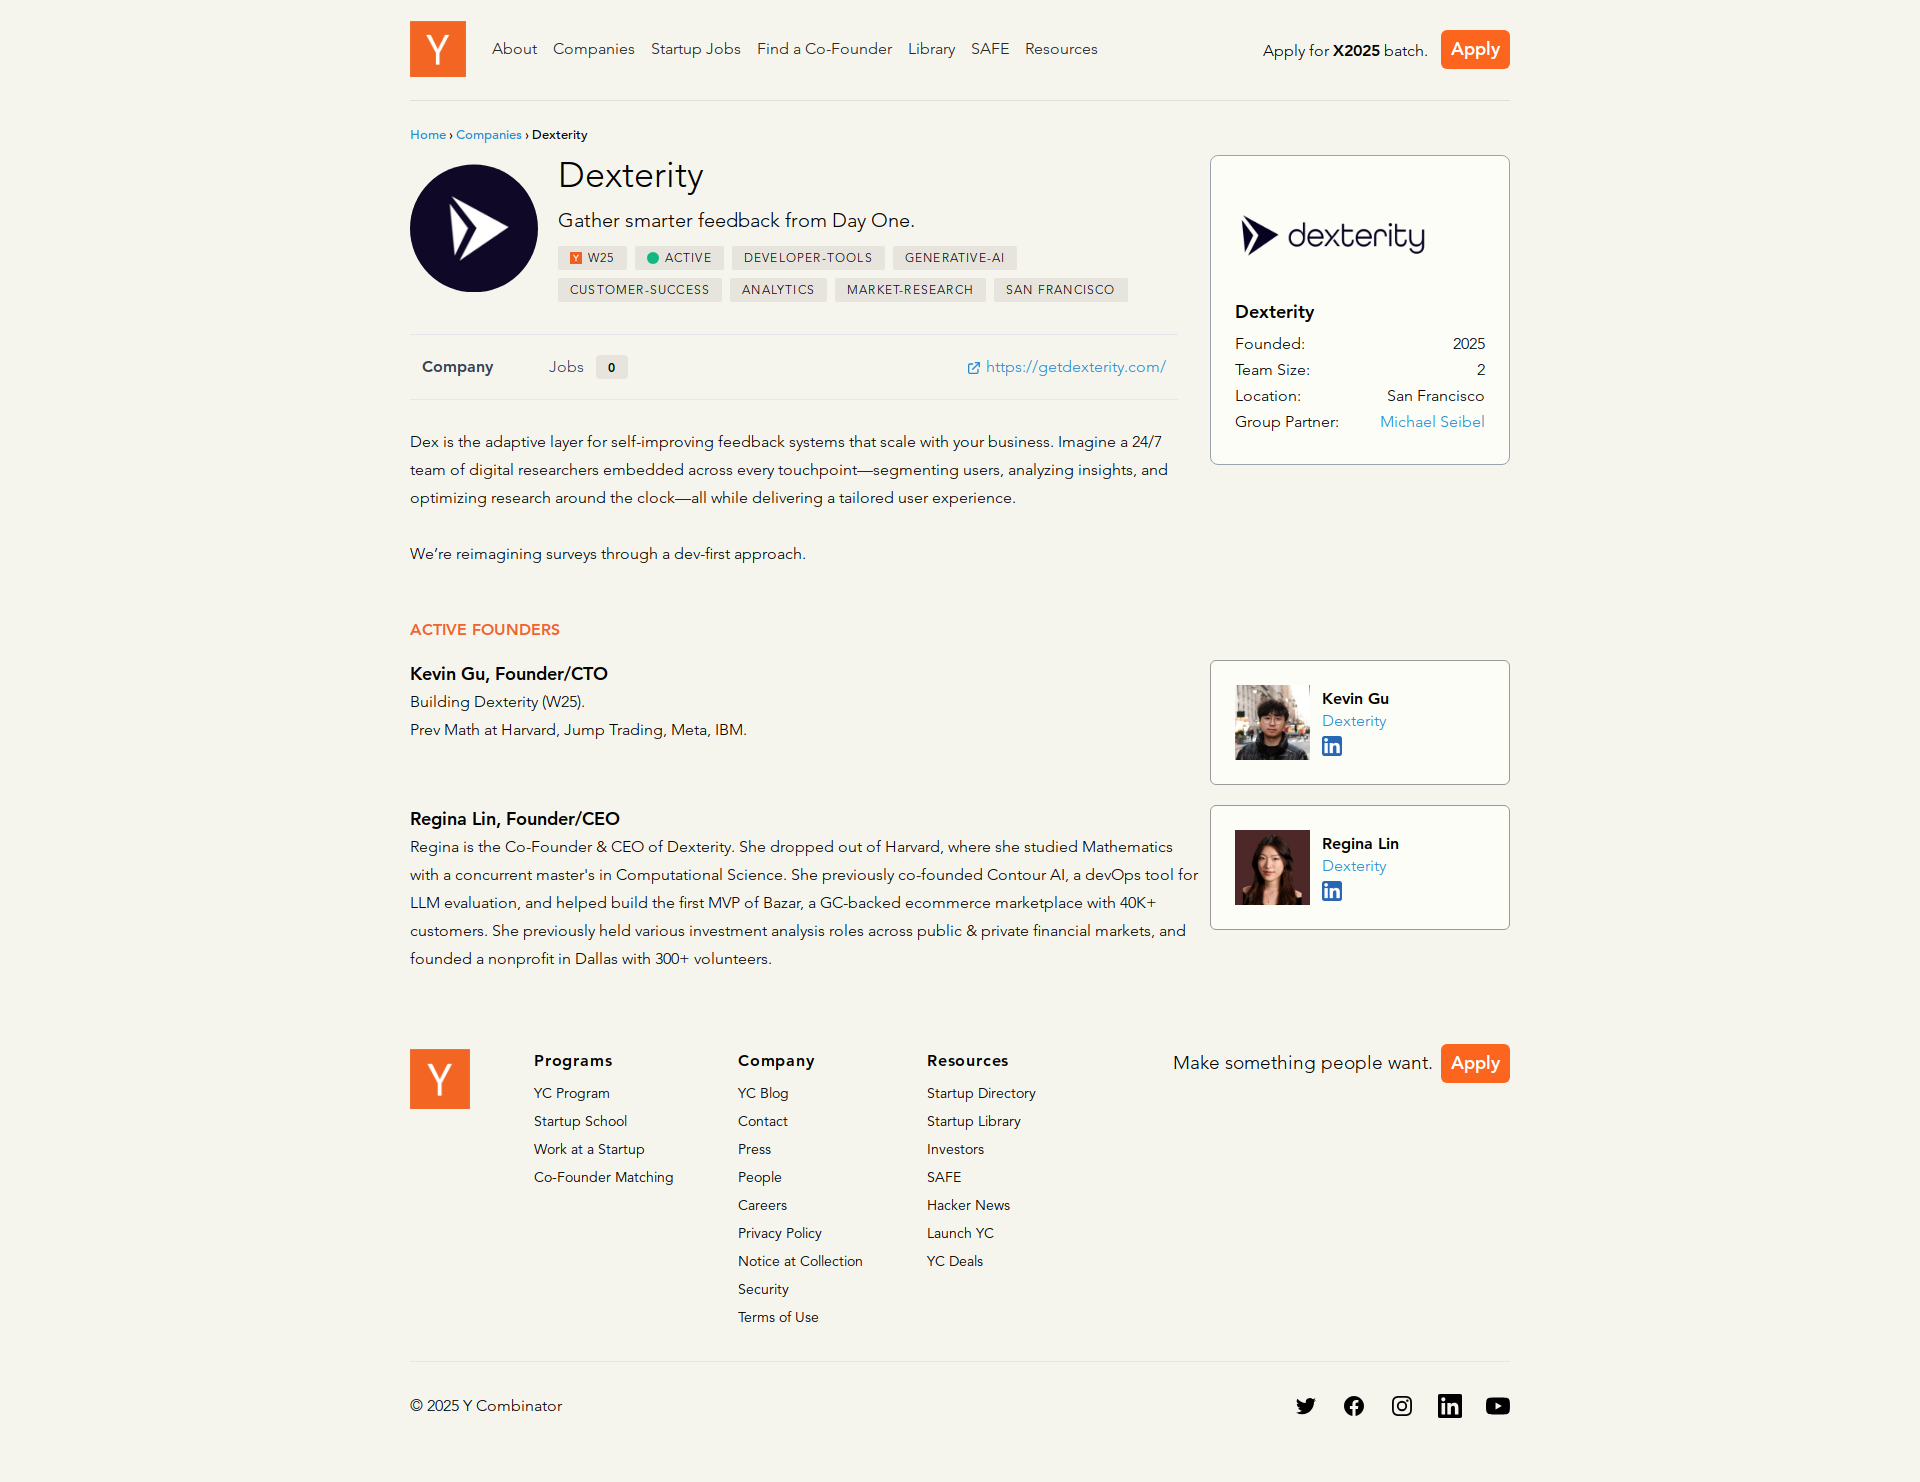 Y
About Companies Startup Jobs Find a Co-Founder Library SAFE Resources
Apply for X2025 batch. Apply
Home › Companies › Dexterity
Dexterity
Gather smarter feedback from Day One.
Y W25 ACTIVE DEVELOPER-TOOLS GENERATIVE-AI
CUSTOMER-SUCCESS ANALYTICS MARKET-RESEARCH SAN FRANCISCO
Company Jobs 0 https://getdexterity.com/
dexterity
Dexterity
Founded: 2025
Team Size: 2
Location: San Francisco
Group Partner: Michael Seibel
Dex is the adaptive layer for self-improving feedback systems that scale with your business. Imagine a 24/7
team of digital researchers embedded across every touchpoint—segmenting users, analyzing insights, and
optimizing research around the clock—all while delivering a tailored user experience.
We’re reimagining surveys through a dev-first approach.
ACTIVE FOUNDERS
Kevin Gu, Founder/CTO
Building Dexterity (W25).
Prev Math at Harvard, Jump Trading, Meta, IBM.
Kevin Gu
Dexterity
in
Regina Lin, Founder/CEO
Regina is the Co-Founder & CEO of Dexterity. She dropped out of Harvard, where she studied Mathematics
with a concurrent master's in Computational Science. She previously co-founded Contour AI, a devOps tool for
LLM evaluation, and helped build the first MVP of Bazar, a GC-backed ecommerce marketplace with 40K+
customers. She previously held various investment analysis roles across public & private financial markets, and
founded a nonprofit in Dallas with 300+ volunteers.
Regina Lin
Dexterity
in
Y
Programs
YC Program
Startup School
Work at a Startup
Co-Founder Matching
Company
YC Blog
Contact
Press
People
Careers
Privacy Policy
Notice at Collection
Security
Terms of Use
Resources
Startup Directory
Startup Library
Investors
SAFE
Hacker News
Launch YC
YC Deals
Make something people want. Apply
© 2025 Y Combinator
in